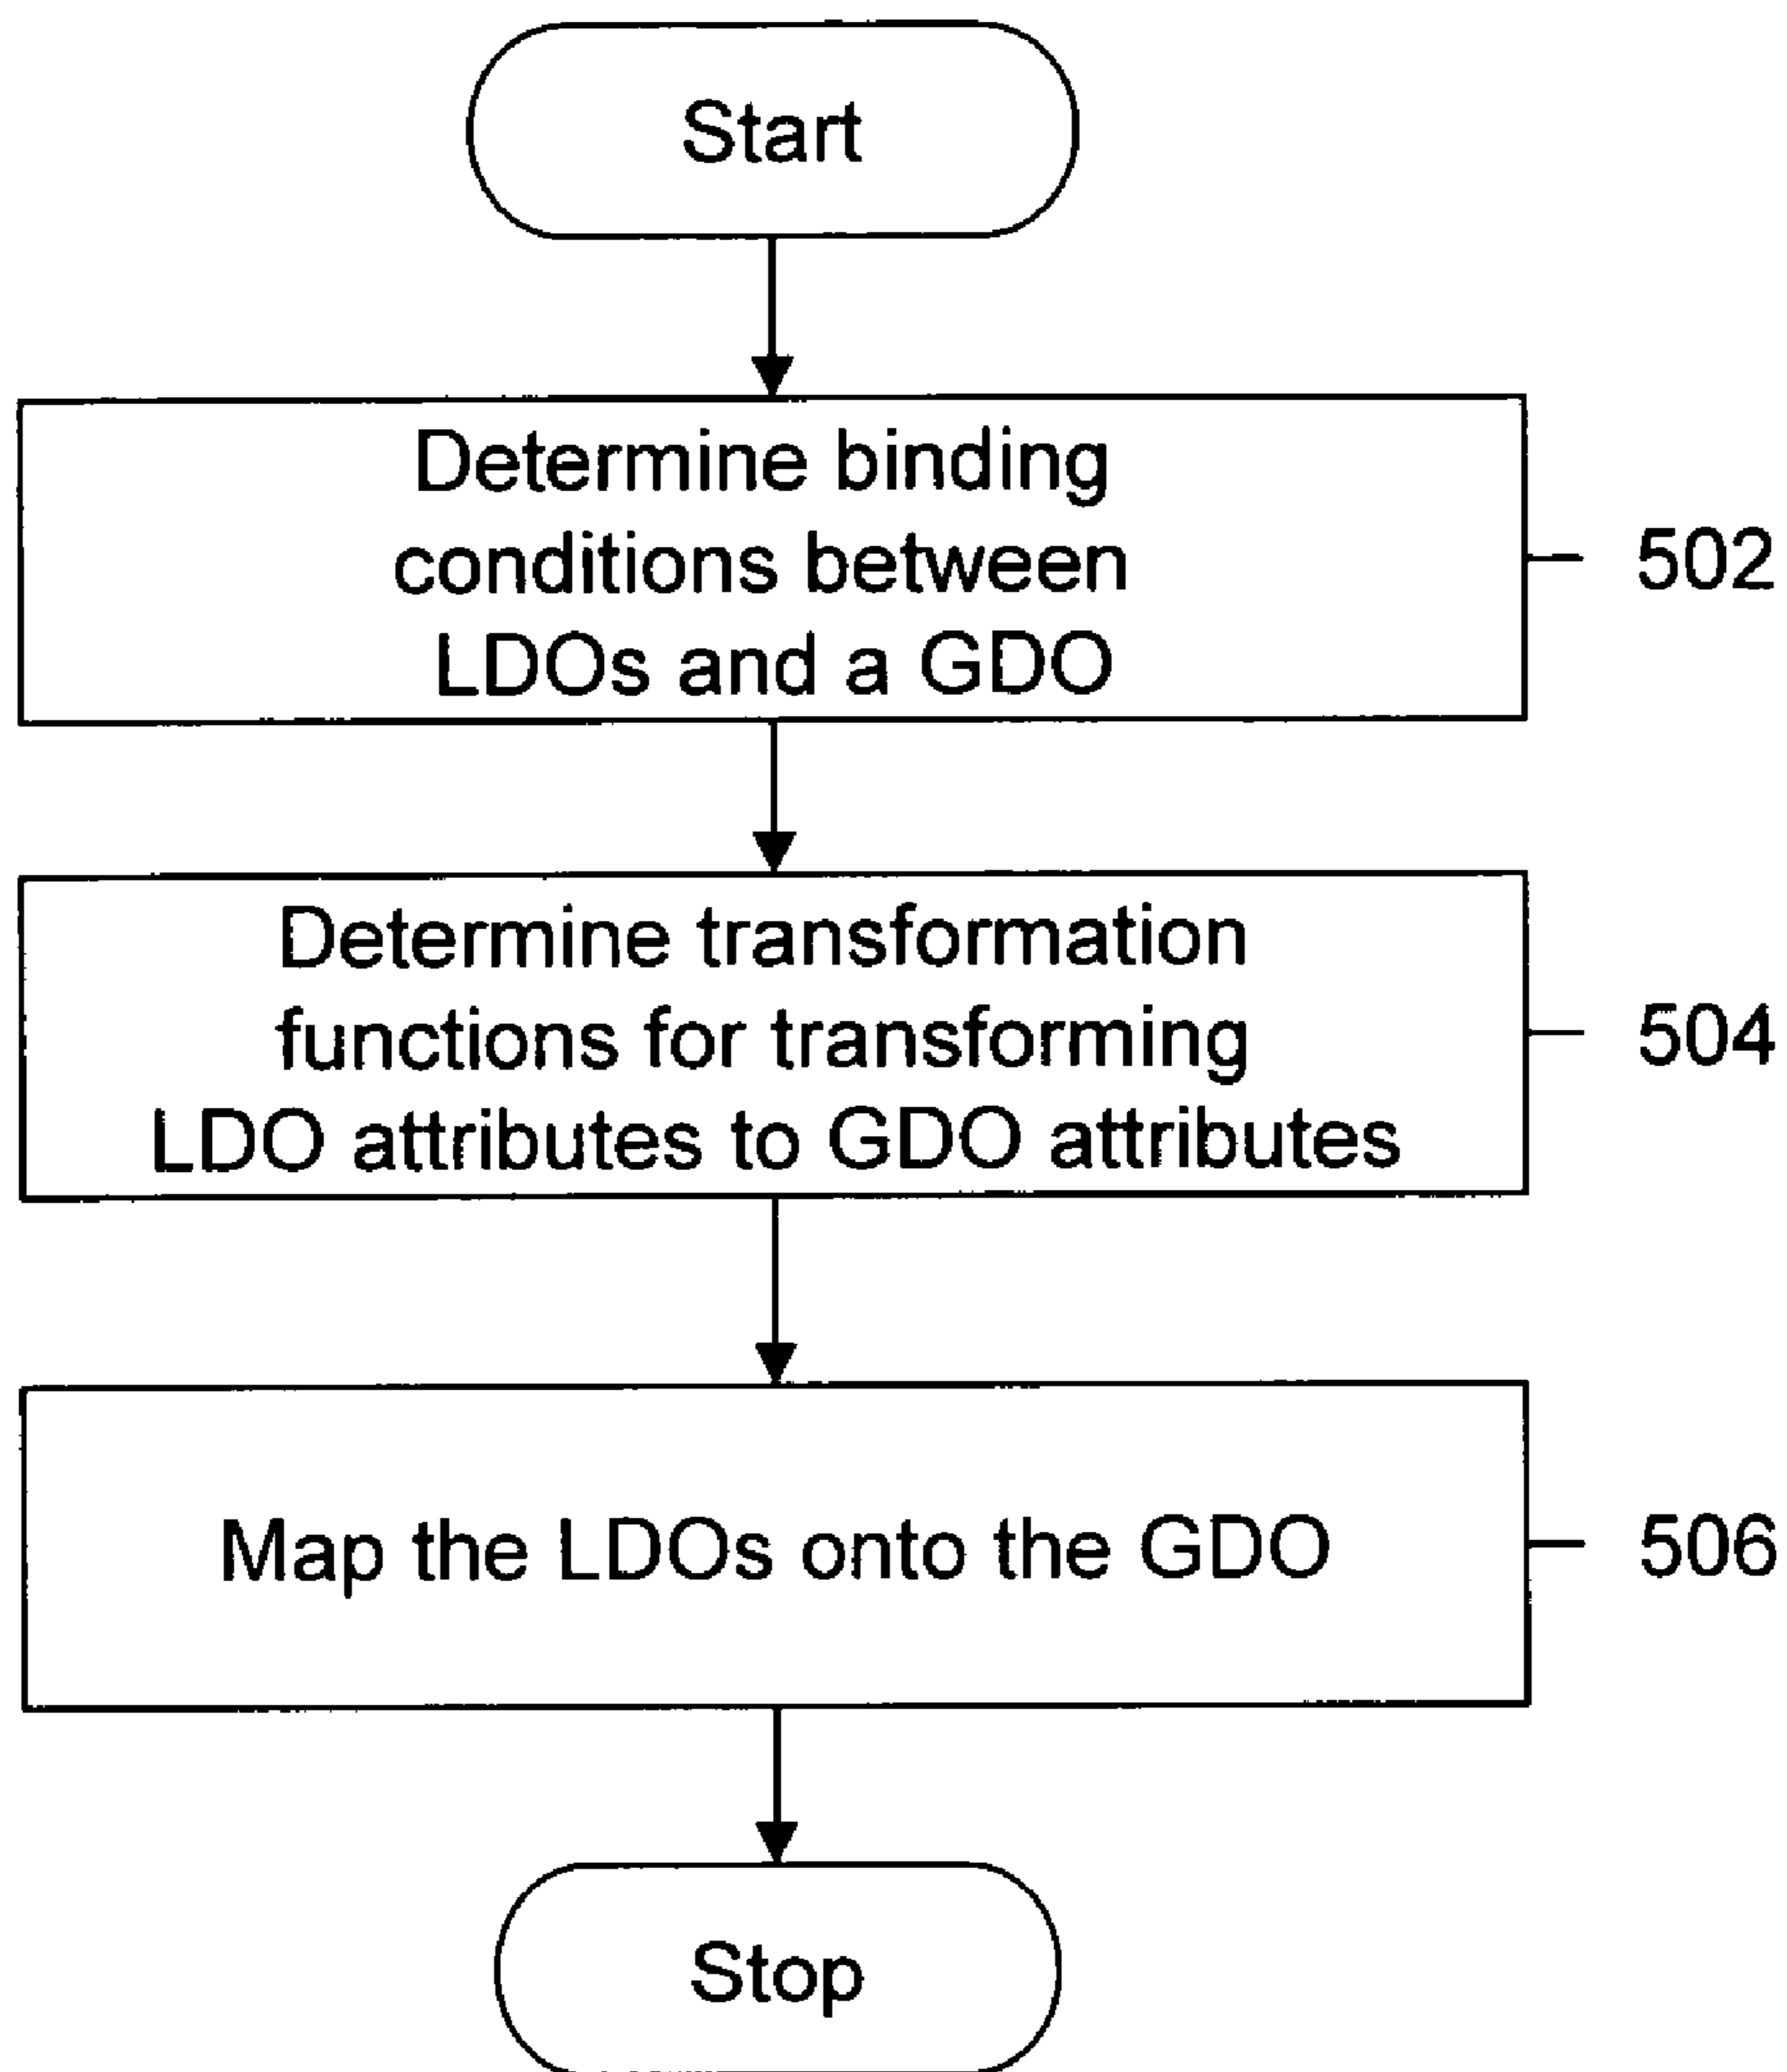 Start
Determine binding
conditions between
LDOs and a GDO
502
Determine transformation
functions for transforming
LDO attributes to GDO attributes
504
Map the LDOs onto the GDO
506
Stop